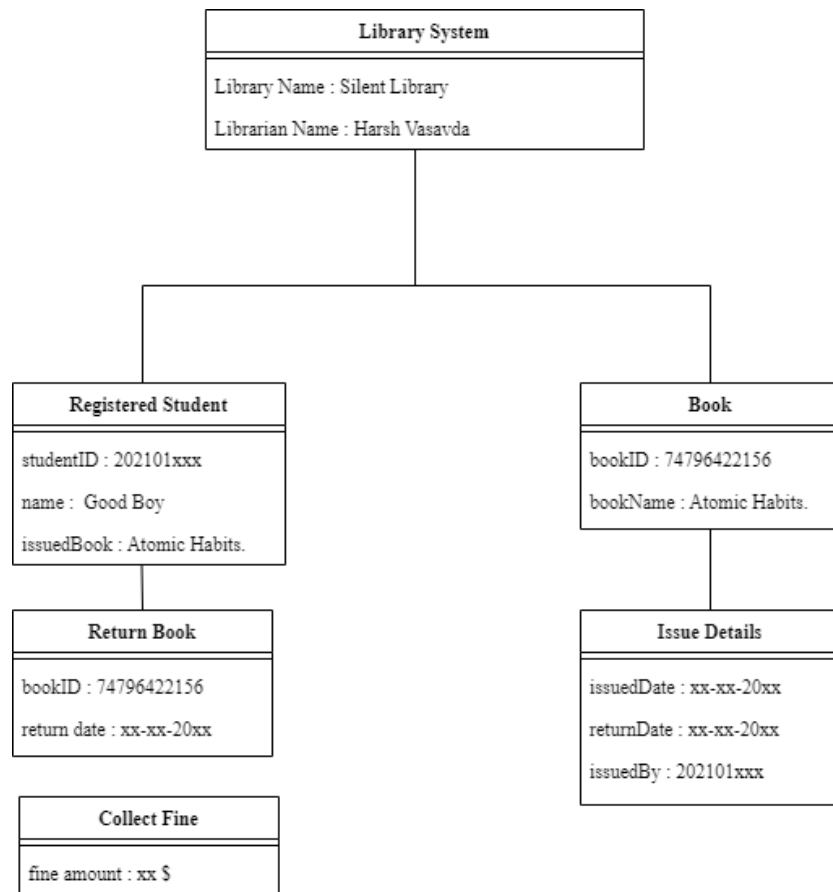 Library System
Library Name : Silent Library
Librarian Name : Harsh Vasavda
Registered Student
studentID : 202101xxx
name :  Good Boy
issuedBook : Atomic Habits.
Book
bookID : 74796422156
bookName : Atomic Habits.
Return Book
bookID : 74796422156
return date : xx-xx-20xx
Issue Details
issuedDate : xx-xx-20xx
returnDate : xx-xx-20xx
issuedBy : 202101xxx
Collect Fine
fine amount : xx $